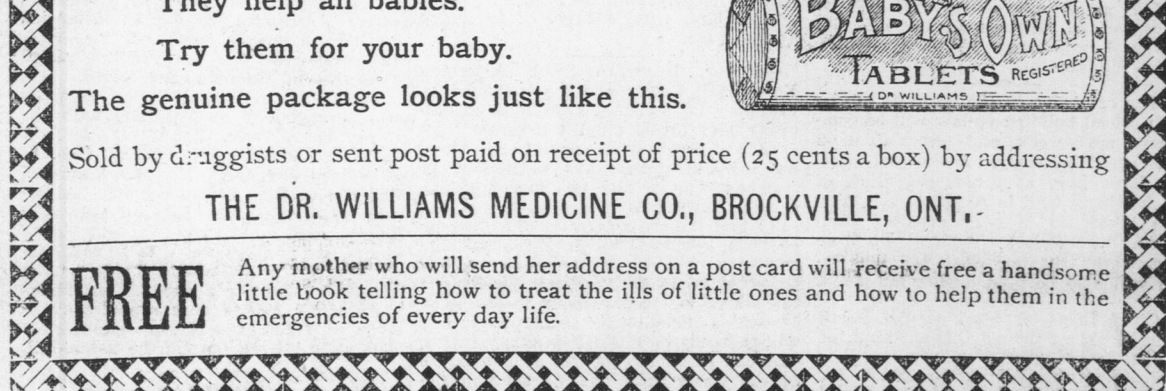 They help all babies.
Try them for your baby.
The genuine package looks just like this.
BABY'S OWN
TABLETS REGISTERED
(DR WILLIAMS)
Sold by druggists or sent post paid on receipt of price (25 cents a box) by addressing
THE DR. WILLIAMS MEDICINE CO., BROCKVILLE, ONT.
FREE
Any mother who will send her address on a post card will receive free a handsome
little book telling how to treat the ills of little ones and how to help them in the
emergencies of every day life.